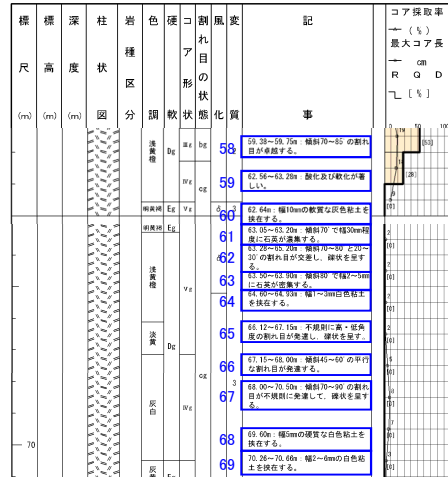 標尺 (m)
標高 (m)
深度 (m)
柱状図
岩種区分
色調
硬軟
コア形状
割れ目の状態
風化
変質
記事
コア採取率 (%)
最大コア長 cm
R Q D [%]
0 50 100
浅黄橙
Dg
Ⅲg
bg
58
2
59.38~59.75m:傾斜70~85゜の割れ
目が卓越する。
[53]
Ⅳg
cg
59
62.56~63.28m:酸化及び軟化が著
しい。
[28]
明黄褐
Eg
Vg
3
60
62.64m:幅10mmの軟質な灰色粘土を
挟在する。
[0]
明黄褐
Eg
61
63.05~63.20m:傾斜70゜で幅30mm程
度に石英が濃集する。
62
63.28~65.20m:傾斜70~80゜と20~
30゜の割れ目が交差し、礫状を呈す
る。
浅黄橙
Vg
63
63.50~63.90m:傾斜80゜で幅2~5mm
に石英が密集する。
64
64.60~64.93m:幅1~3mm白色粘土
を挟在する。
淡黄
Dg
65
66.12~67.15m:不規則に高・低角
度の割れ目が発達し、礫状を呈す。
66
67.15~68.00m:傾斜45~60゜の平行
な割れ目が発達する。
灰白
Ⅳg
cg
3
67
68.00~70.50m:傾斜70~90゜の割れ
目が不規則に発達して、礫状を呈す
る。
68
69.60m:幅5mmの硬質な白色粘土を
挟在する。
70
灰黄
Eg
69
70.26~70.66m:幅2~6mmの白色粘
土を挟在する。